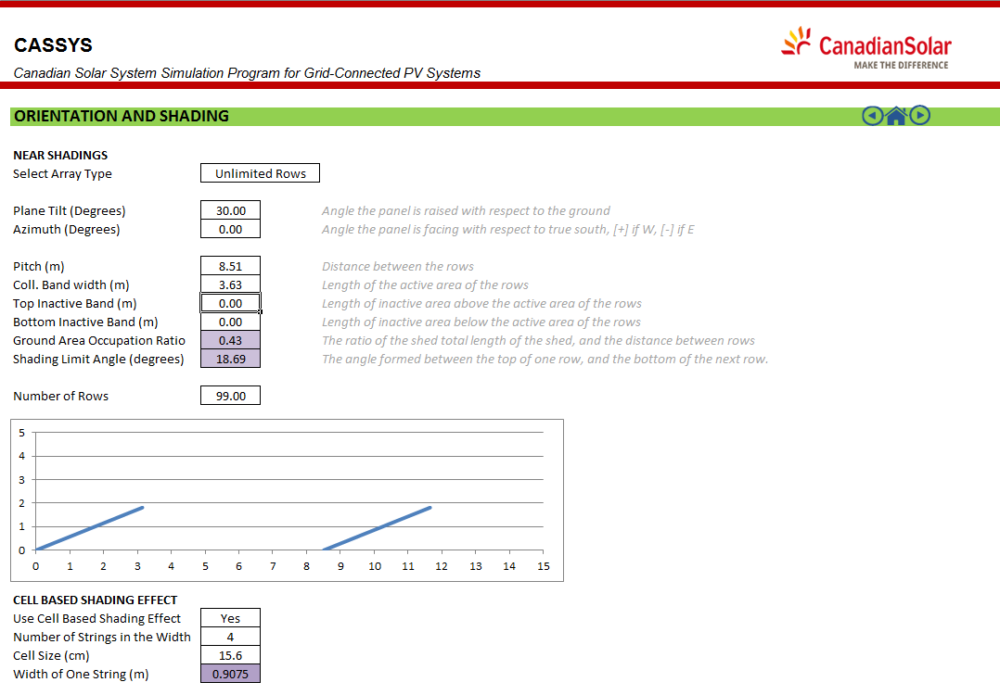 CASSYS
CanadianSolar
MAKE THE DIFFERENCE
Canadian Solar System Simulation Program for Grid-Connected PV Systems
ORIENTATION AND SHADING
NEAR SHADINGS
Select Array Type Unlimited Rows
Plane Tilt (Degrees) 30.00 Angle the panel is raised with respect to the ground
Azimuth (Degrees) 0.00 Angle the panel is facing with respect to true south, [+] if W, [-] if E
Pitch (m) 8.51 Distance between the rows
Coll. Band width (m) 3.63 Length of the active area of the rows
Top Inactive Band (m) 0.00 Length of inactive area above the active area of the rows
Bottom Inactive Band (m) 0.00 Length of inactive area below the active area of the rows
Ground Area Occupation Ratio 0.43 The ratio of the shed total length of the shed, and the distance between rows
Shading Limit Angle (degrees) 18.69 The angle formed between the top of one row, and the bottom of the next row.
Number of Rows 99.00
5
4
3
2
1
0
0 1 2 3 4 5 6 7 8 9 10 11 12 13 14 15
CELL BASED SHADING EFFECT
Use Cell Based Shading Effect Yes
Number of Strings in the Width 4
Cell Size (cm) 15.6
Width of One String (m) 0.9075